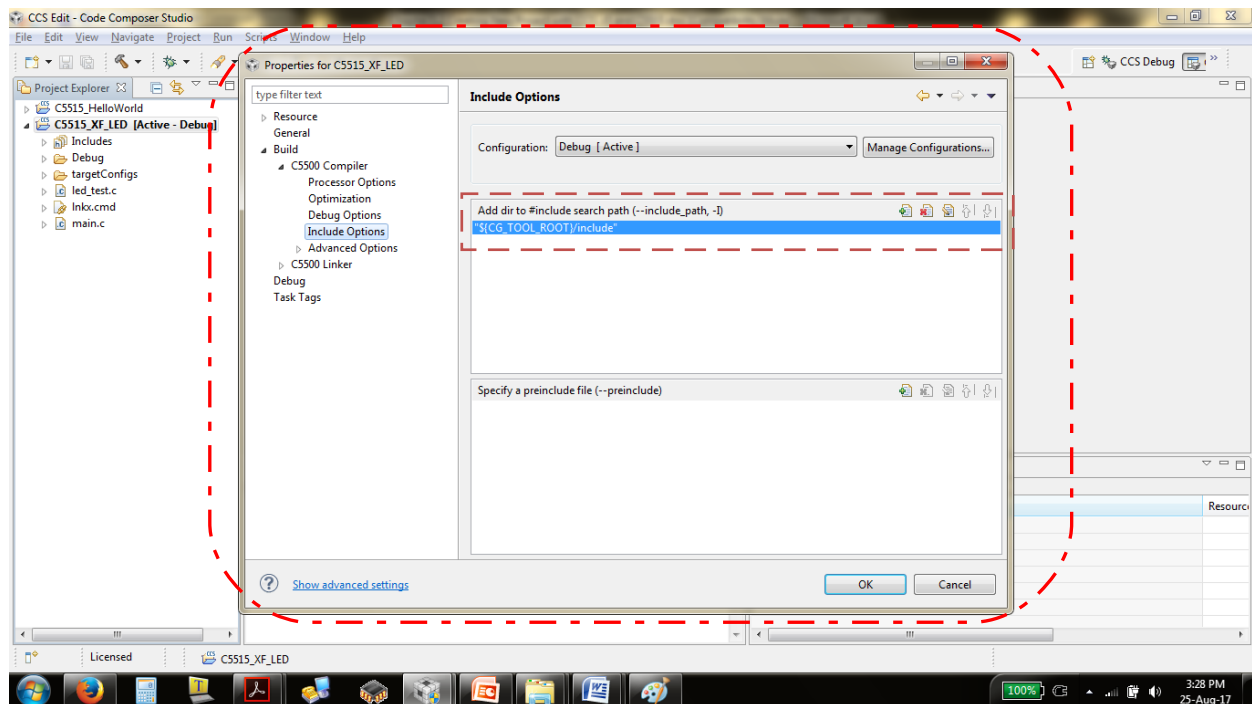 CCS Edit - Code Composer Studio
File Edit View Navigate Project Run Scripts Window Help
CCS Debug
Project Explorer
C5515_HelloWorld
C5515_XF_LED [Active - Debug]
Includes
Debug
targetConfigs
led_test.c
lnkx.cmd
main.c
Properties for C5515_XF_LED
type filter text
Resource
General
Build
C5500 Compiler
Processor Options
Optimization
Debug Options
Include Options
Advanced Options
C5500 Linker
Debug
Task Tags
Include Options
Configuration: Debug [ Active ]
Manage Configurations...
Add dir to #include search path (--include_path, -I)
"${CG_TOOL_ROOT}/include"
Specify a preinclude file (--preinclude)
Show advanced settings
OK
Cancel
Licensed
C5515_XF_LED
100%
3:28 PM
25-Aug-17